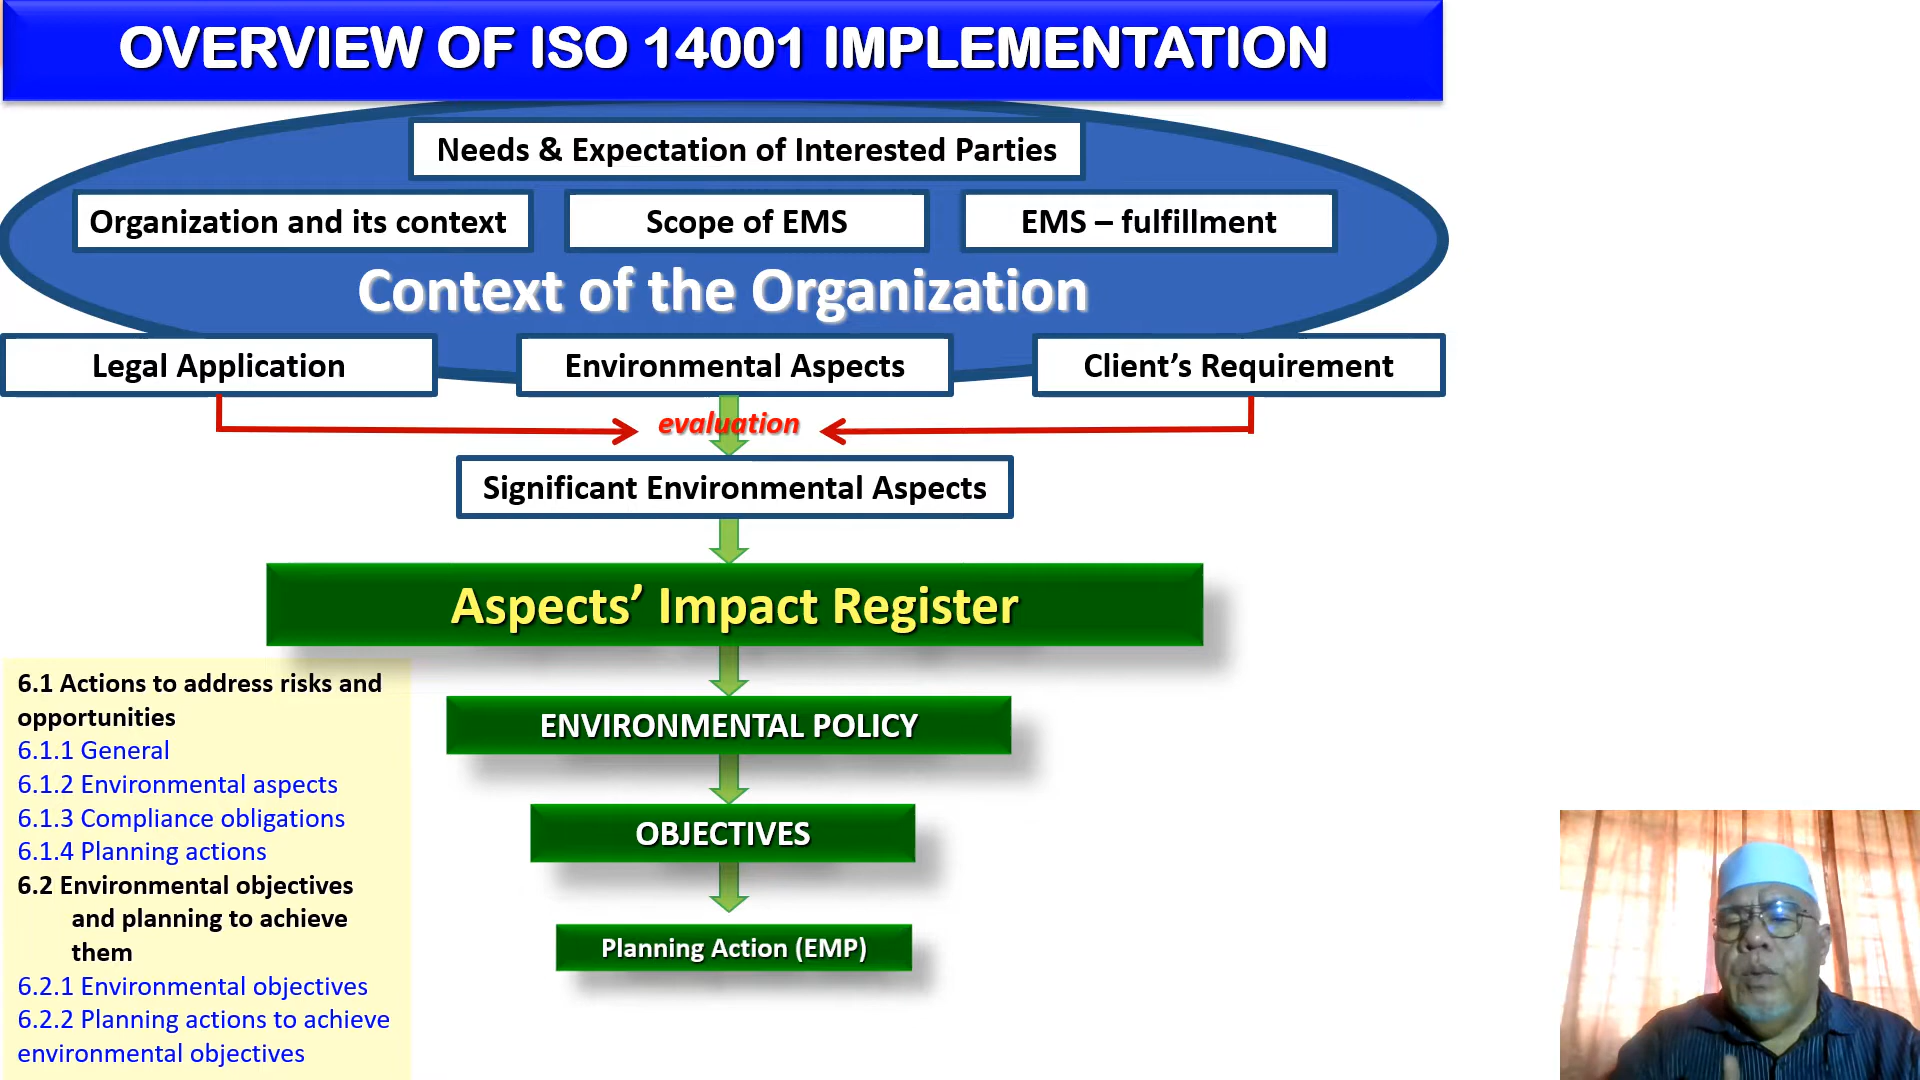 OVERVIEW OF ISO 14001 IMPLEMENTATION
Needs & Expectation of Interested Parties
Organization and its context
Scope of EMS
EMS – fulfillment
Context of the Organization
Legal Application
Environmental Aspects
Client’s Requirement
evaluation
Significant Environmental Aspects
Aspects’ Impact Register
ENVIRONMENTAL POLICY
OBJECTIVES
Planning Action (EMP)
6.1 Actions to address risks and
opportunities
6.1.1 General
6.1.2 Environmental aspects
6.1.3 Compliance obligations
6.1.4 Planning actions
6.2 Environmental objectives
and planning to achieve
them
6.2.1 Environmental objectives
6.2.2 Planning actions to achieve
environmental objectives